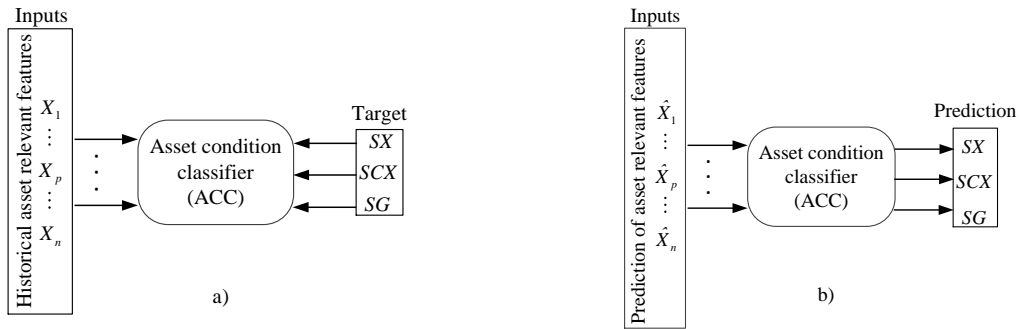 Inputs
Historical asset relevant features
X1
...
Xp
...
Xn
Asset condition
classifier
(ACC)
Target
SX
SCX
SG
a)
Inputs
Prediction of asset relevant features
X̂1
...
X̂p
...
X̂n
Asset condition
classifier
(ACC)
Prediction
SX
SCX
SG
b)